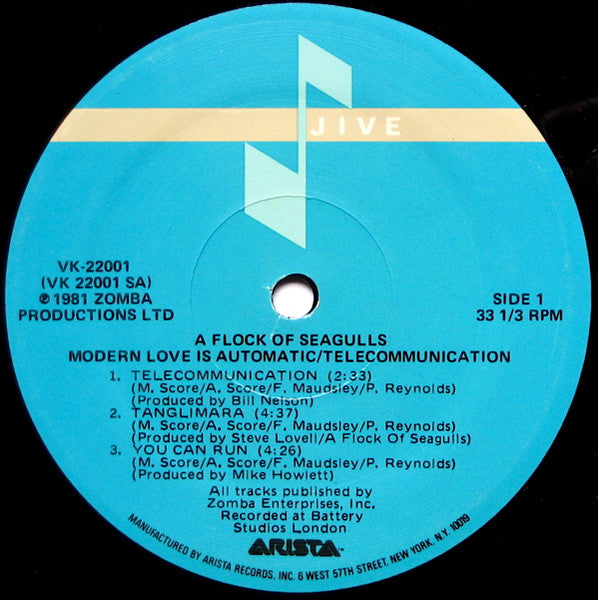 JIVE
VK-22001
(VK 22001 SA)
℗ 1981 ZOMBA
PRODUCTIONS LTD
SIDE 1
33 1/3 RPM
A FLOCK OF SEAGULLS
MODERN LOVE IS AUTOMATIC/TELECOMMUNICATION
1. TELECOMMUNICATION (2:33)
(M. Score/A. Score/F. Maudsley/P. Reynolds)
(Produced by Bill Nelson)
2. TANGLIMARA (4:37)
(M. Score/A. Score/F. Maudsley/P. Reynolds)
(Produced by Steve Lovell/A Flock Of Seagulls)
3. YOU CAN RUN (4:26)
(M. Score/A. Score/F. Maudsley/P. Reynolds)
(Produced by Mike Howlett)
All tracks published by
Zomba Enterprises, Inc.
Recorded at Battery
Studios London
ARISTA™
MANUFACTURED BY ARISTA RECORDS, INC. 6 WEST 57TH STREET, NEW YORK, N.Y. 10019